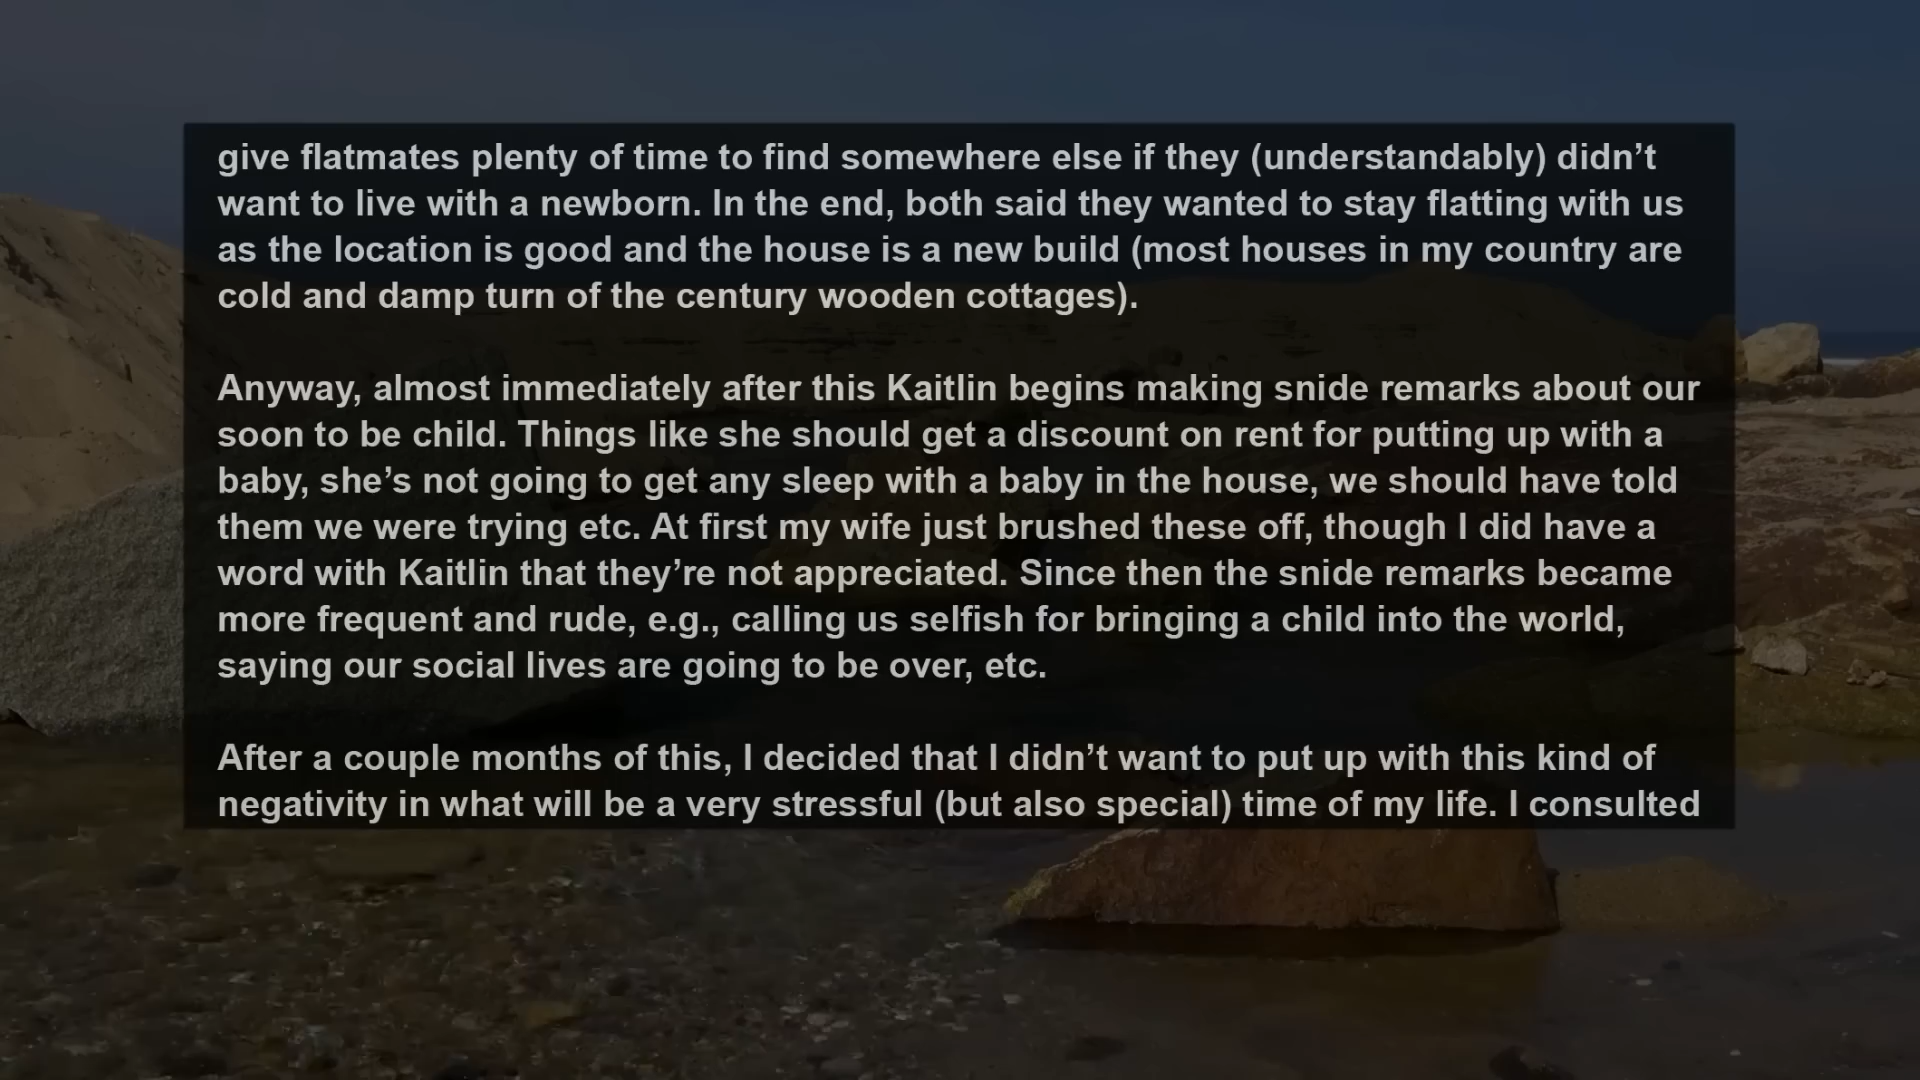 give flatmates plenty of time to find somewhere else if they (understandably) didn’t
want to live with a newborn. In the end, both said they wanted to stay flatting with us
as the location is good and the house is a new build (most houses in my country are
cold and damp turn of the century wooden cottages).
Anyway, almost immediately after this Kaitlin begins making snide remarks about our
soon to be child. Things like she should get a discount on rent for putting up with a
baby, she’s not going to get any sleep with a baby in the house, we should have told
them we were trying etc. At first my wife just brushed these off, though I did have a
word with Kaitlin that they’re not appreciated. Since then the snide remarks became
more frequent and rude, e.g., calling us selfish for bringing a child into the world,
saying our social lives are going to be over, etc.
After a couple months of this, I decided that I didn’t want to put up with this kind of
negativity in what will be a very stressful (but also special) time of my life. I consulted